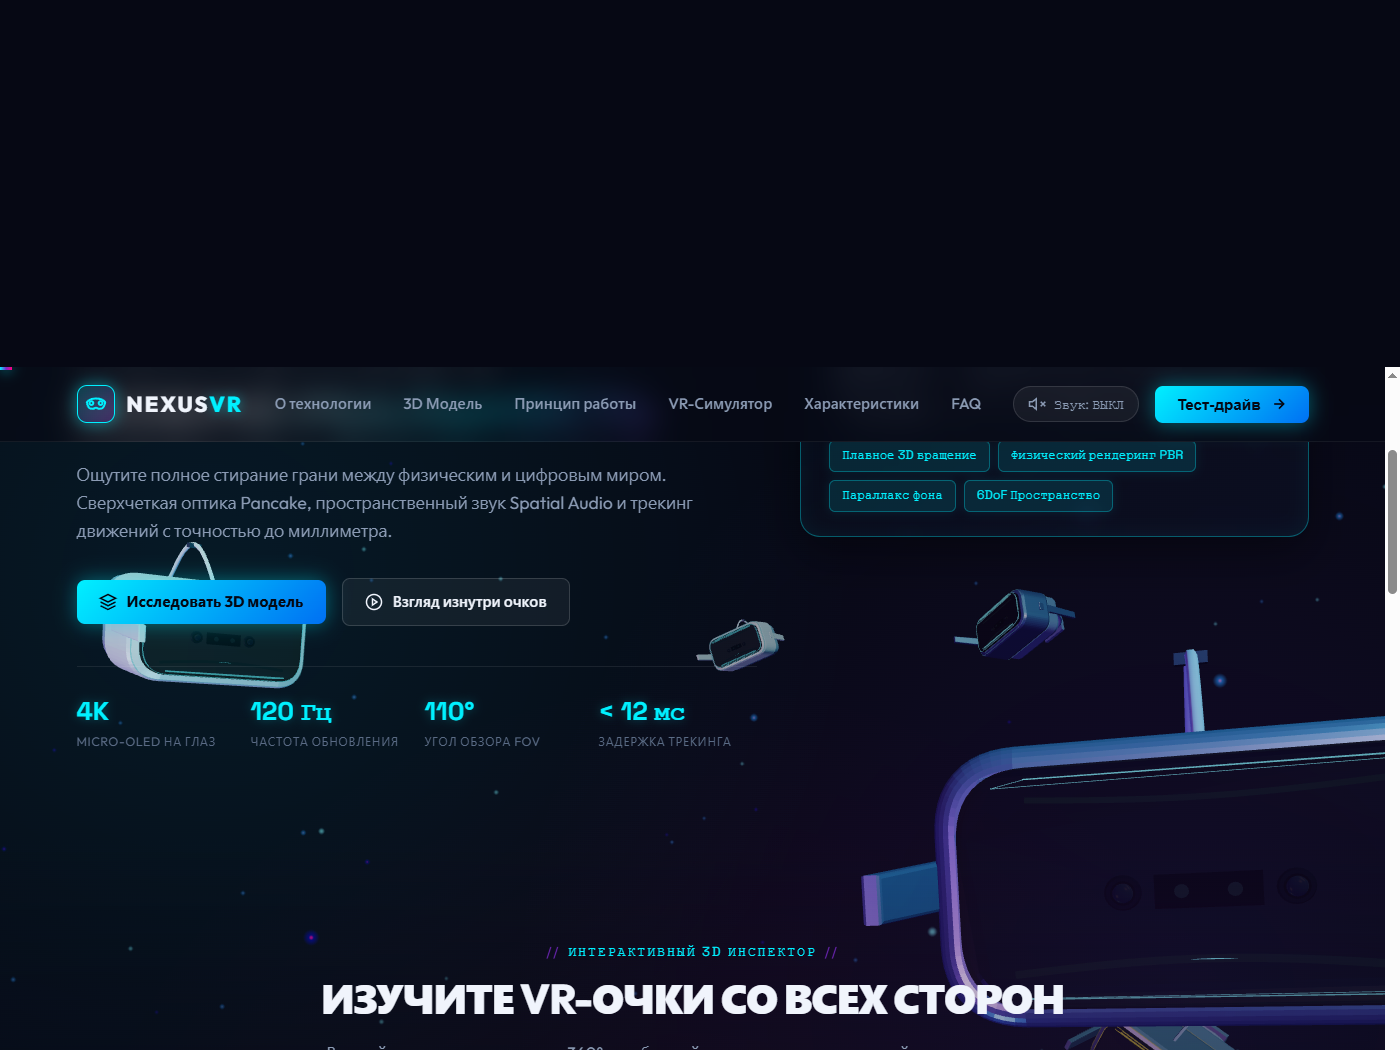 NEXUSVR
О технологии
3D Модель
Принцип работы
VR-Симулятор
Характеристики
FAQ
Звук: ВЫКЛ
Тест-драйв
Ощутите полное стирание грани между физическим и цифровым миром.
Сверхчеткая оптика Pancake, пространственный звук Spatial Audio и трекинг
движений с точностью до миллиметра.
Плавное 3D вращение
Физический рендеринг PBR
Параллакс фона
6DoF Пространство
Исследовать 3D модель
Взгляд изнутри очков
4K
MICRO-OLED НА ГЛАЗ
120 Гц
ЧАСТОТА ОБНОВЛЕНИЯ
110°
УГОЛ ОБЗОРА FOV
< 12 мс
ЗАДЕРЖКА ТРЕКИНГА
// ИНТЕРАКТИВНЫЙ 3D ИНСПЕКТОР //
ИЗУЧИТЕ VR-ОЧКИ СО ВСЕХ СТОРОН